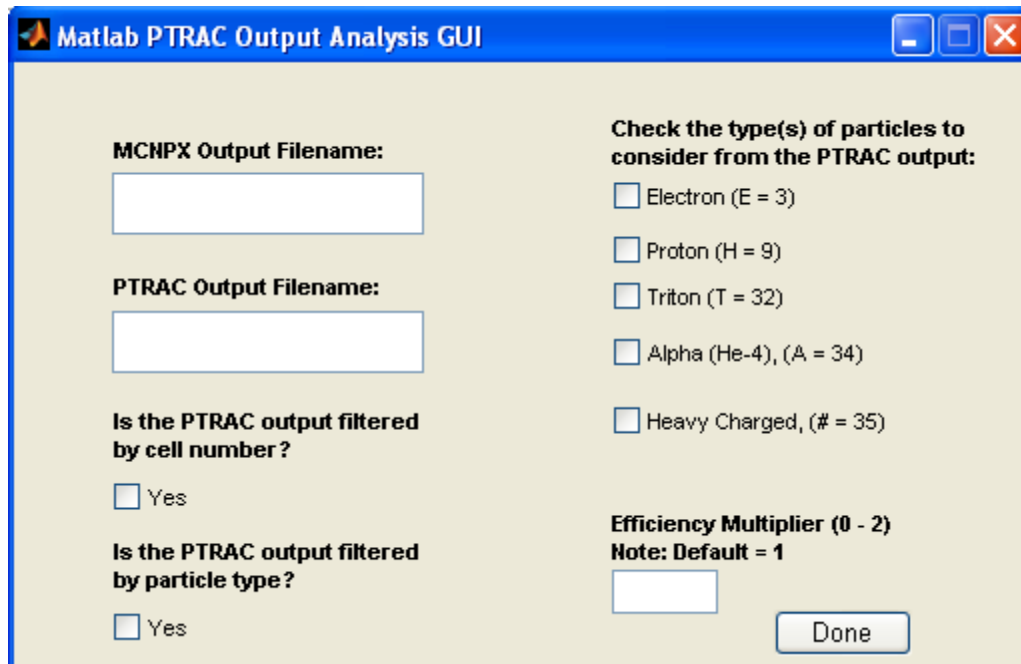 Matlab PTRAC Output Analysis GUI
MCNPX Output Filename:
PTRAC Output Filename:
Is the PTRAC output filtered
by cell number?
Yes
Is the PTRAC output filtered
by particle type?
Yes
Check the type(s) of particles to
consider from the PTRAC output:
Electron (E = 3)
Proton (H = 9)
Triton (T = 32)
Alpha (He-4), (A = 34)
Heavy Charged, (# = 35)
Efficiency Multiplier (0 - 2)
Note: Default = 1
Done